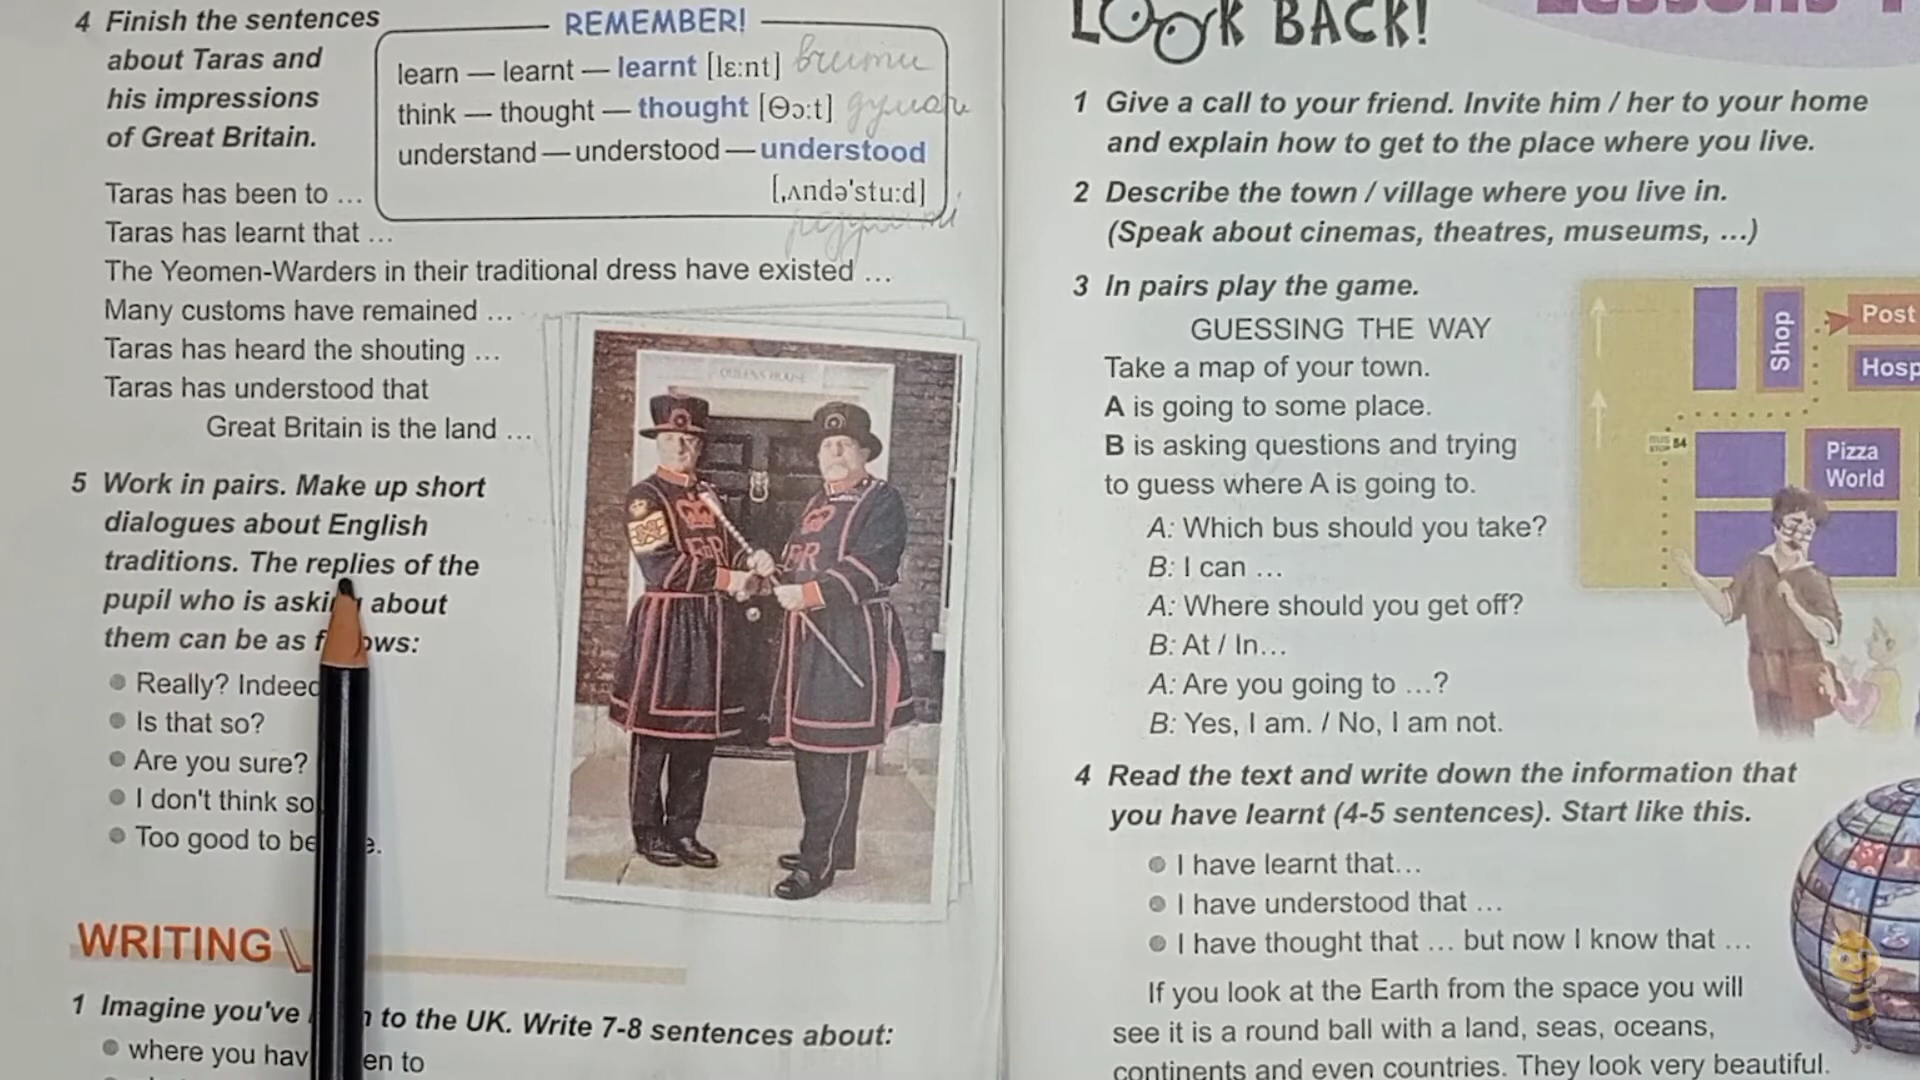 4 Finish the sentences
about Taras and
his impressions
of Great Britain.
REMEMBER!
learn — learnt — learnt [lɛ:nt] вчити
think — thought — thought [Θɔ:t] думати
understand — understood — understood
[ˌʌndə'stu:d]
Taras has been to …
Taras has learnt that …
The Yeomen-Warders in their traditional dress have existed …
Many customs have remained …
Taras has heard the shouting …
Taras has understood that
Great Britain is the land …
5 Work in pairs. Make up short
dialogues about English
traditions. The replies of the
pupil who is about
them can be as
Really?
Is that so?
Are you sure?
I don't think so
Too good to
WRITING
1 Imagine you've to the UK. Write 7-8 sentences about:
where you to
QUEENS HOUSE
LOOK BACK!
Lessons
1 Give a call to your friend. Invite him / her to your home
and explain how to get to the place where you live.
2 Describe the town / village where you live in.
(Speak about cinemas, theatres, museums, ...)
3 In pairs play the game.
GUESSING THE WAY
Take a map of your town.
A is going to some place.
B is asking questions and trying
to guess where A is going to.
A: Which bus should you take?
B: I can …
A: Where should you get off?
B: At / In…
A: Are you going to …?
B: Yes, I am. / No, I am not.
Shop
Post
Hosp
BUS STOP 54
Pizza
World
4 Read the text and write down the information that
you have learnt (4-5 sentences). Start like this.
I have learnt that…
I have understood that …
I have thought that … but now I know that …
If you look at the Earth from the space you will
see it is a round ball with a land, seas, oceans,
continents and even countries. They look very beautiful.